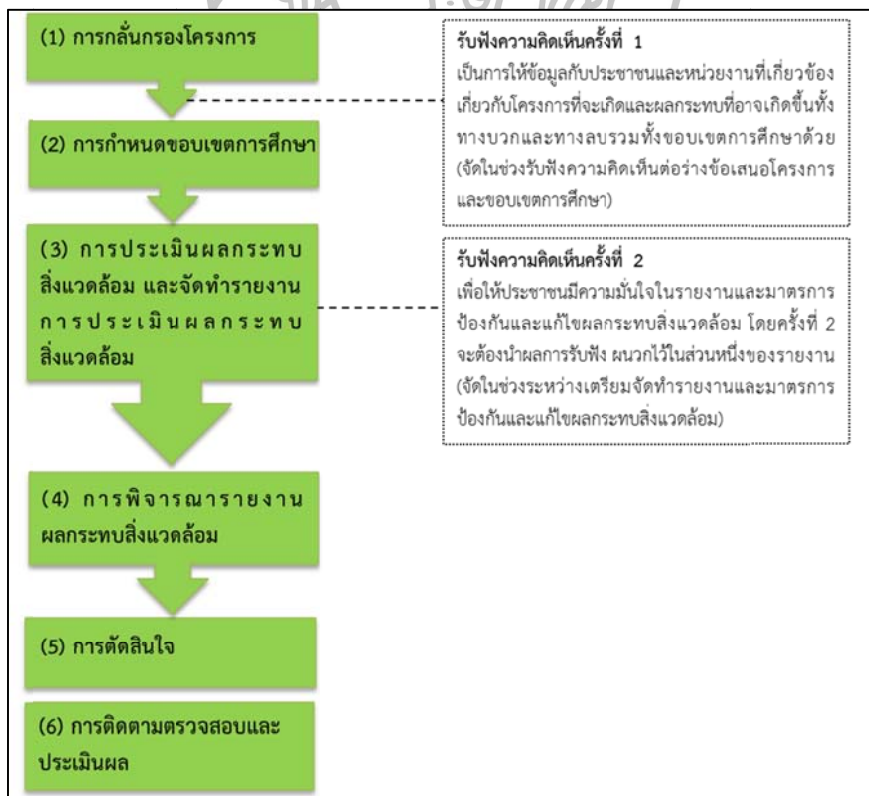 (1) การกลั่นกรองโครงการ
รับฟังความคิดเห็นครั้งที่ 1
เป็นการให้ข้อมูลกับประชาชนและหน่วยงานที่เกี่ยวข้อง
เกี่ยวกับโครงการที่จะเกิดและผลกระทบที่อาจเกิดขึ้นทั้ง
ทางบวกและทางลบรวมทั้งขอบเขตการศึกษาด้วย
(จัดในช่วงรับฟังความคิดเห็นต่อร่างข้อเสนอโครงการ
และขอบเขตการศึกษา)
(2) การกำหนดขอบเขตการศึกษา
(3) การประเมินผลกระทบ
สิ่งแวดล้อม และจัดทำรายงาน
การประเมินผลกระทบ
สิ่งแวดล้อม
รับฟังความคิดเห็นครั้งที่ 2
เพื่อให้ประชาชนมีความมั่นใจในรายงานและมาตรการ
ป้องกันและแก้ไขผลกระทบสิ่งแวดล้อม โดยครั้งที่ 2
จะต้องนำผลการรับฟัง ผนวกไว้ในส่วนหนึ่งของรายงาน
(จัดในช่วงระหว่างเตรียมจัดทำรายงานและมาตรการ
ป้องกันและแก้ไขผลกระทบสิ่งแวดล้อม)
(4) การพิจารณารายงาน
ผลกระทบสิ่งแวดล้อม
(5) การตัดสินใจ
(6) การติดตามตรวจสอบและ
ประเมินผล